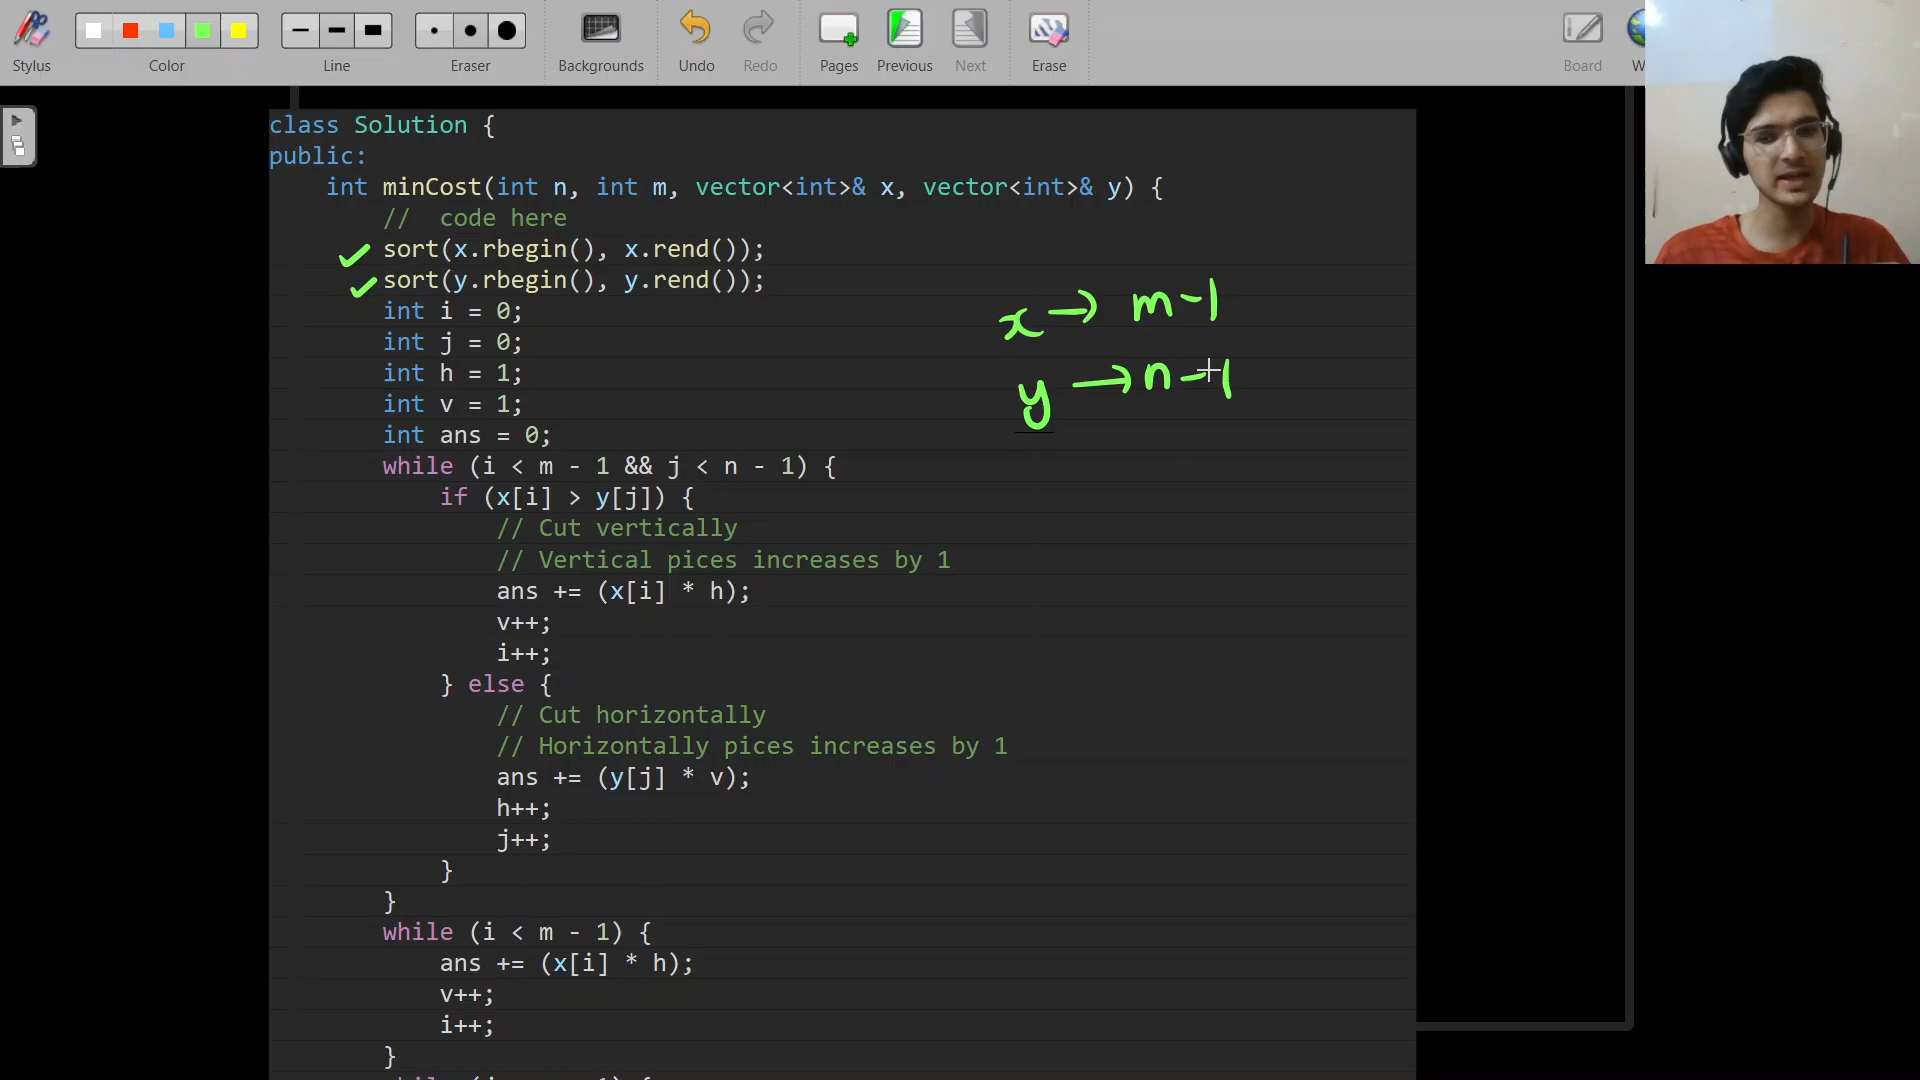 Stylus
Color
Line
Eraser
Backgrounds
Undo
Redo
Pages
Previous
Next
Erase
Board
W
class Solution {
public:
    int minCost(int n, int m, vector<int>& x, vector<int>& y) {
        //  code here
        sort(x.rbegin(), x.rend());
        sort(y.rbegin(), y.rend());
        int i = 0;
        int j = 0;
        int h = 1;
        int v = 1;
        int ans = 0;
        while (i < m - 1 && j < n - 1) {
            if (x[i] > y[j]) {
                // Cut vertically
                // Vertical pices increases by 1
                ans += (x[i] * h);
                v++;
                i++;
            } else {
                // Cut horizontally
                // Horizontally pices increases by 1
                ans += (y[j] * v);
                h++;
                j++;
            }
        }
        while (i < m - 1) {
            ans += (x[i] * h);
            v++;
            i++;
        }
x → m-1
y → n-1